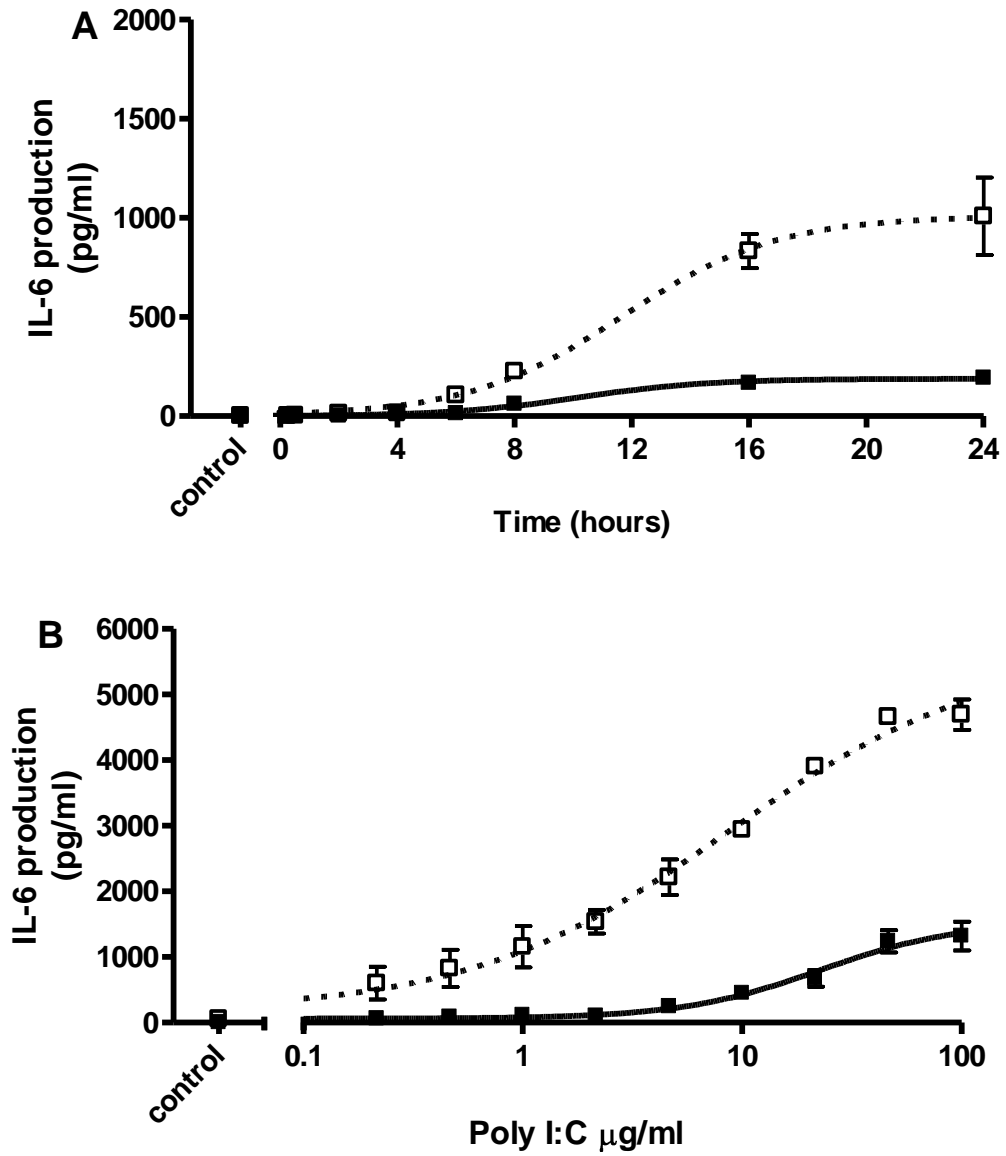 A
2000
1500
1000
500
0
IL-6 production
(pg/ml)
control
0 4 8 12 16 20 24
Time (hours)
B
6000
5000
4000
3000
2000
1000
0
IL-6 production
(pg/ml)
control
0.1 1 10 100
Poly I:C μg/ml